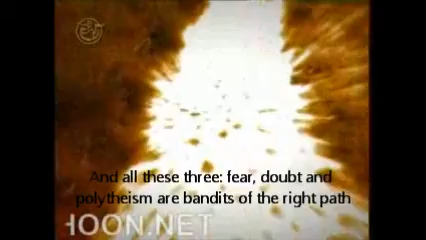 And all these three: fear, doubt and
polytheism are bandits of the right path
HOON.NET